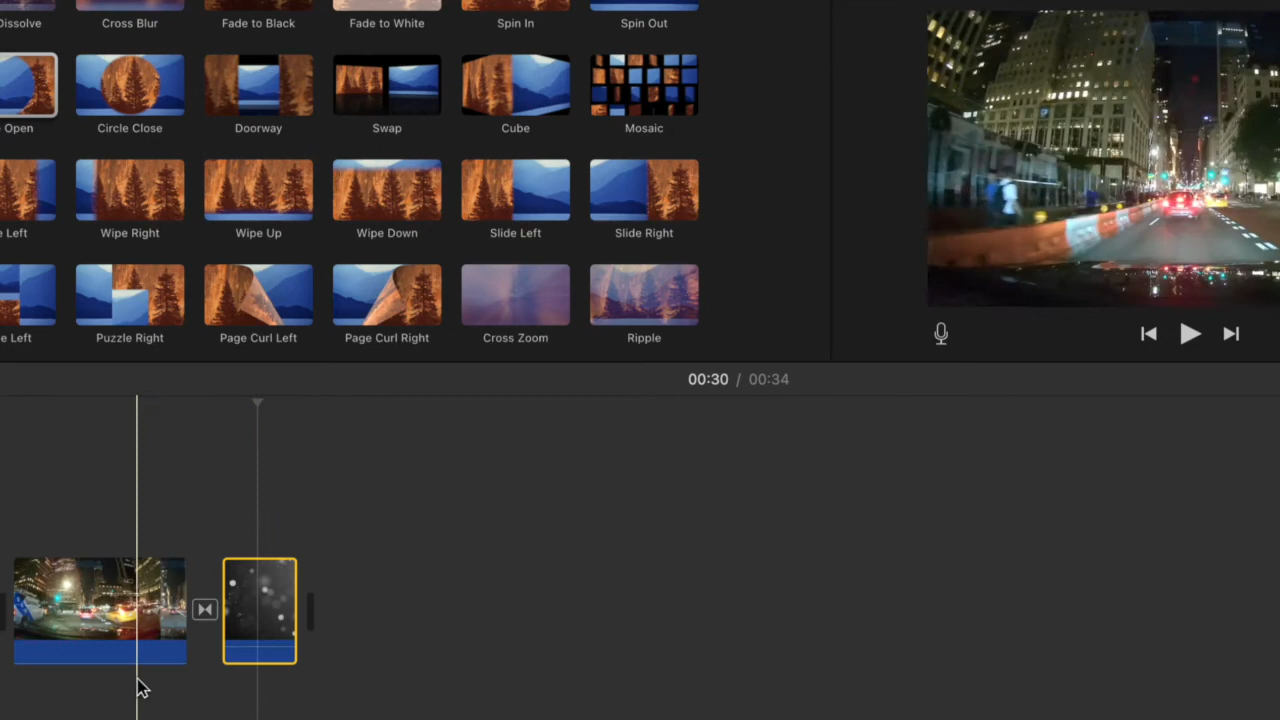 Dissolve
Cross Blur
Fade to Black
Fade to White
Spin In
Spin Out
Open
Circle Close
Doorway
Swap
Cube
Mosaic
e Left
Wipe Right
Wipe Up
Wipe Down
Slide Left
Slide Right
e Left
Puzzle Right
Page Curl Left
Page Curl Right
Cross Zoom
Ripple
00:30 / 00:34